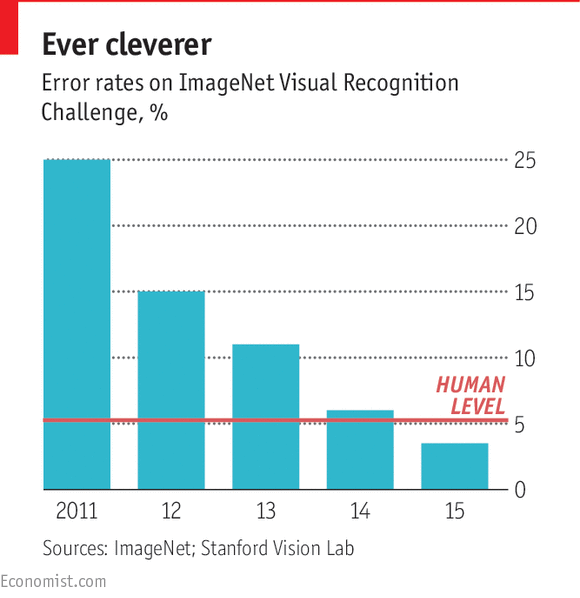 Ever cleverer
Error rates on ImageNet Visual Recognition
Challenge, %
25
20
15
10
HUMAN
LEVEL
5
0
2011 12 13 14 15
Sources: ImageNet; Stanford Vision Lab
Economist.com